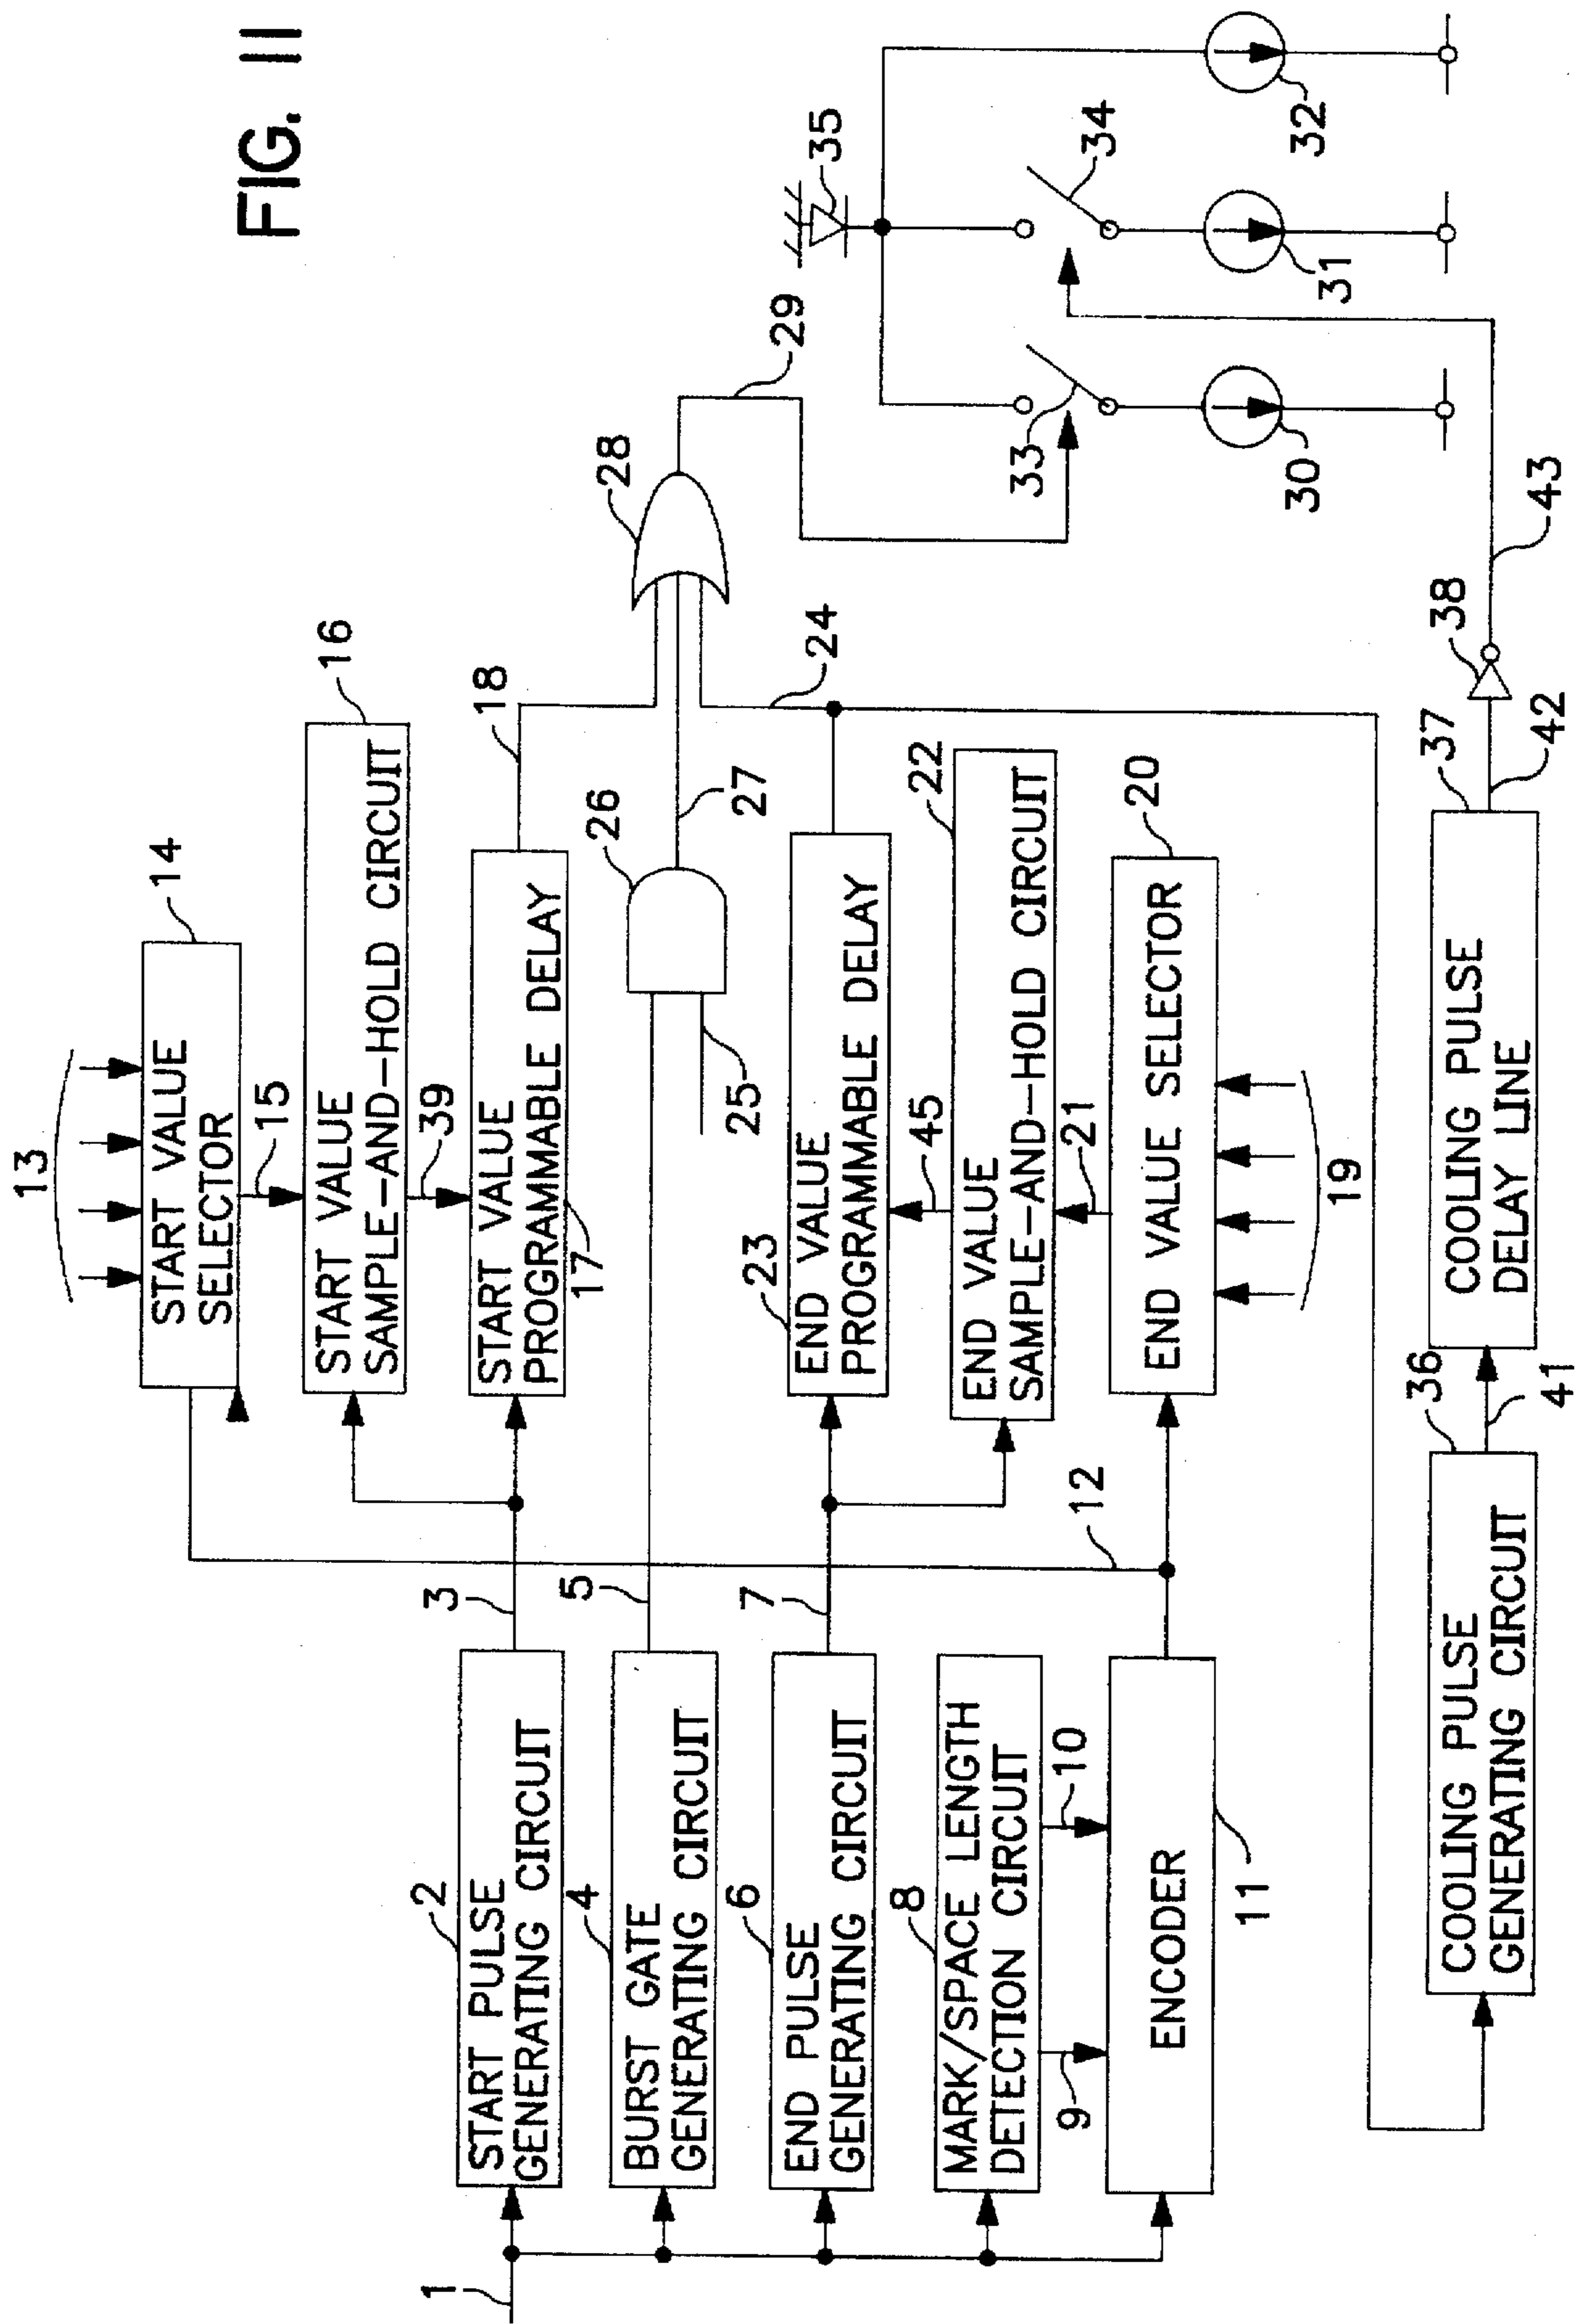 FIG. 11
1
2
START PULSE
GENERATING CIRCUIT
3
4
BURST GATE
GENERATING CIRCUIT
5
6
END PULSE
GENERATING CIRCUIT
7
8
MARK/SPACE LENGTH
DETECTION CIRCUIT
9
10
ENCODER
11
12
13
START VALUE
SELECTOR
14
15
START VALUE
SAMPLE-AND-HOLD CIRCUIT
16
39
START VALUE
PROGRAMMABLE DELAY
17
18
25
26
27
28
29
23
END VALUE
PROGRAMMABLE DELAY
24
45
END VALUE
SAMPLE-AND-HOLD CIRCUIT
22
21
END VALUE SELECTOR
20
19
36
COOLING PULSE
GENERATING CIRCUIT
41
COOLING PULSE
DELAY LINE
37
42
38
43
35
33
34
30
31
32